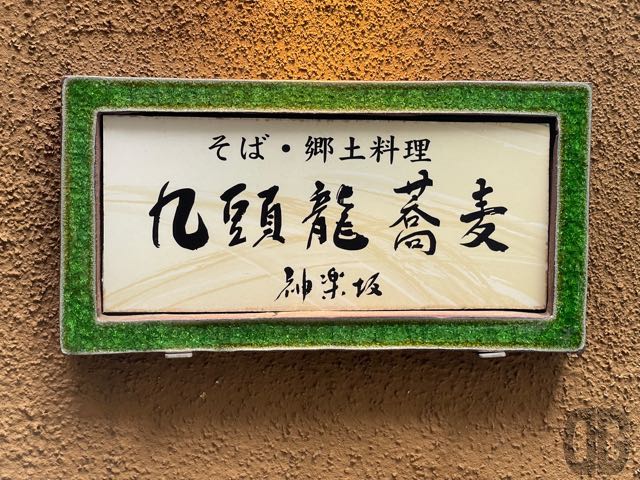 そば・郷土料理
九頭龍蕎麦
神楽坂